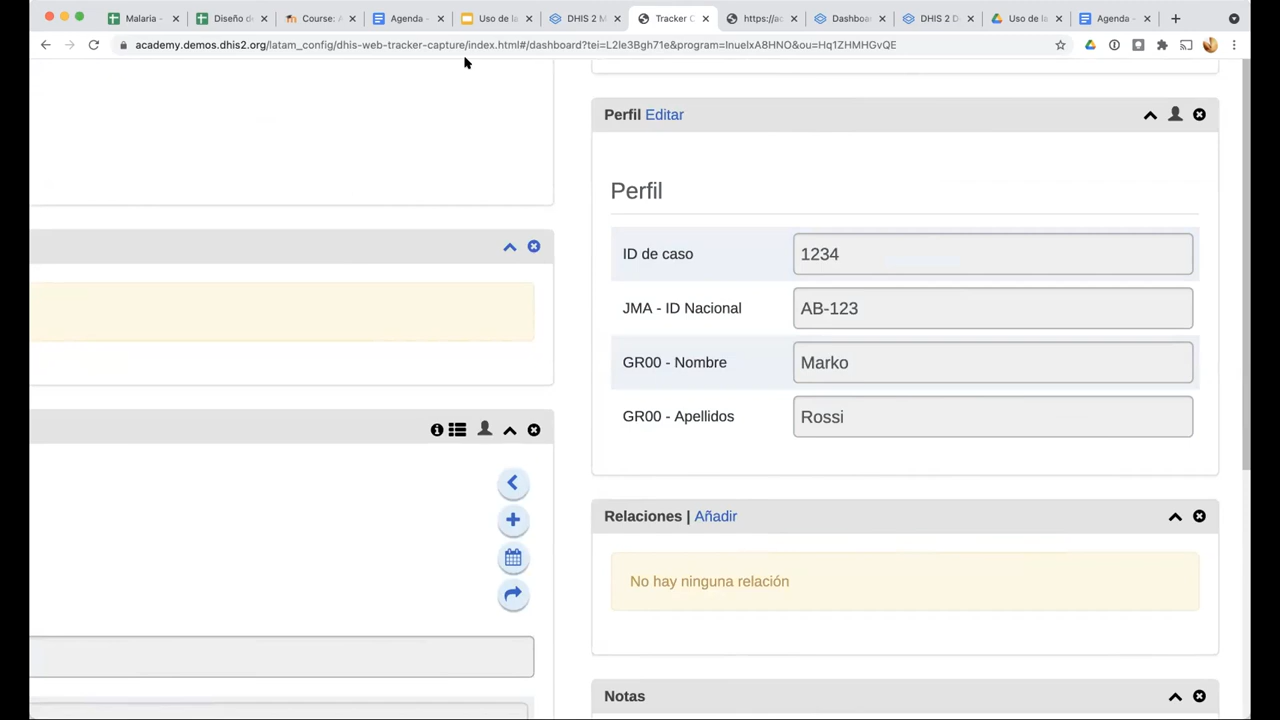 Malaria -
Diseño d
Course: A
Agenda -
Uso de la
DHIS 2 M
Tracker C
https://ac
Dashboa
DHIS 2 D
Uso de la
Agenda -
academy.demos.dhis2.org/latam_config/dhis-web-tracker-capture/index.html#/dashboard?tei=L2Ie3Bgh71e&program=InuelxA8HNO&ou=Hq1ZHMHGvQE
Perfil Editar
Perfil
ID de caso 1234
JMA - ID Nacional AB-123
GR00 - Nombre Marko
GR00 - Apellidos Rossi
Relaciones | Añadir
No hay ninguna relación
Notas